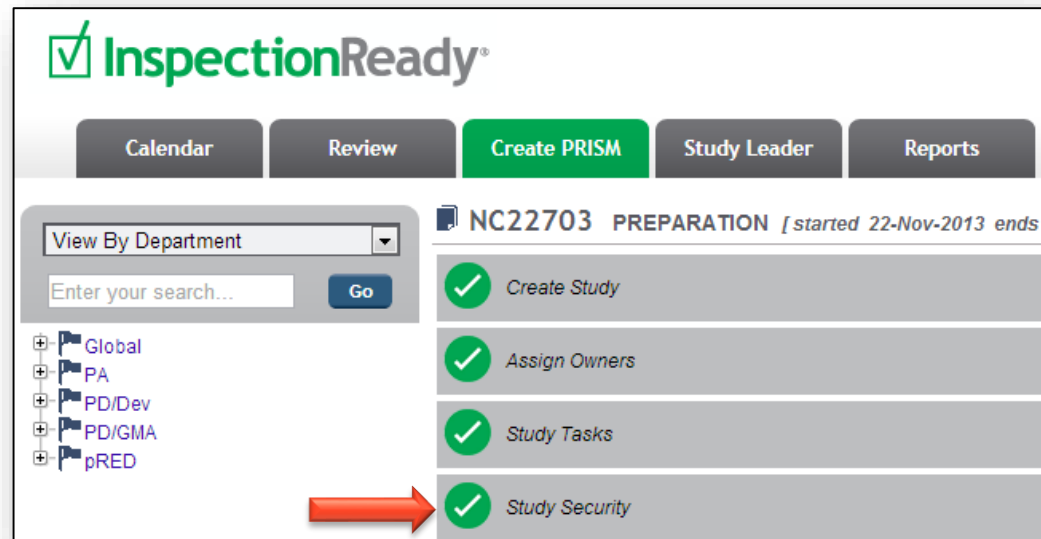 InspectionReady®
Calendar Review Create PRISM Study Leader Reports
View By Department
Enter your search... Go
Global
PA
PD/Dev
PD/GMA
pRED
NC22703 PREPARATION [ started 22-Nov-2013 ends
Create Study
Assign Owners
Study Tasks
Study Security